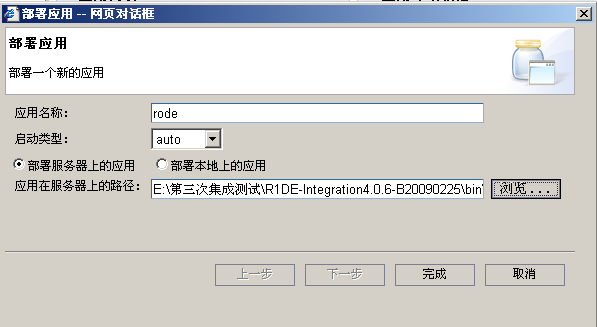 部署应用 -- 网页对话框
部署应用
部署一个新的应用
应用名称:
rode
启动类型:
auto
部署服务器上的应用 部署本地上的应用
应用在服务器上的路径:
E:\第三次集成测试\R1DE-Integration4.0.6-B20090225\bin\
浏览...
上一步 下一步 完成 取消